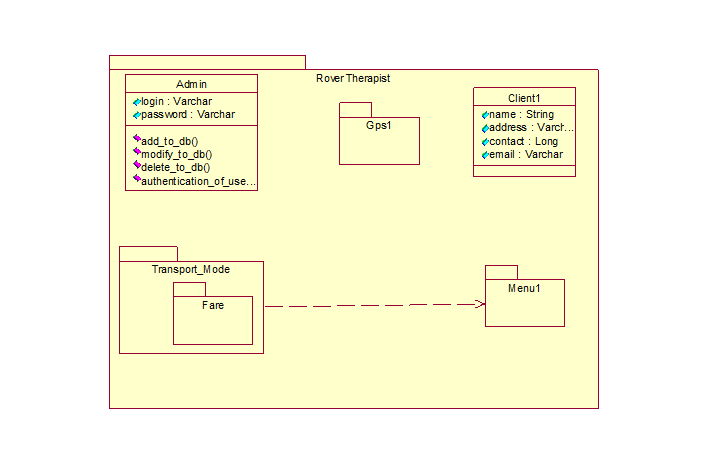 Rover Therapist
Admin
login : Varchar
password : Varchar
add_to_db()
modify_to_db()
delete_to_db()
authentication_of_use...
Gps1
Client1
name : String
address : Varch...
contact : Long
email : Varchar
Transport_Mode
Fare
Menu1